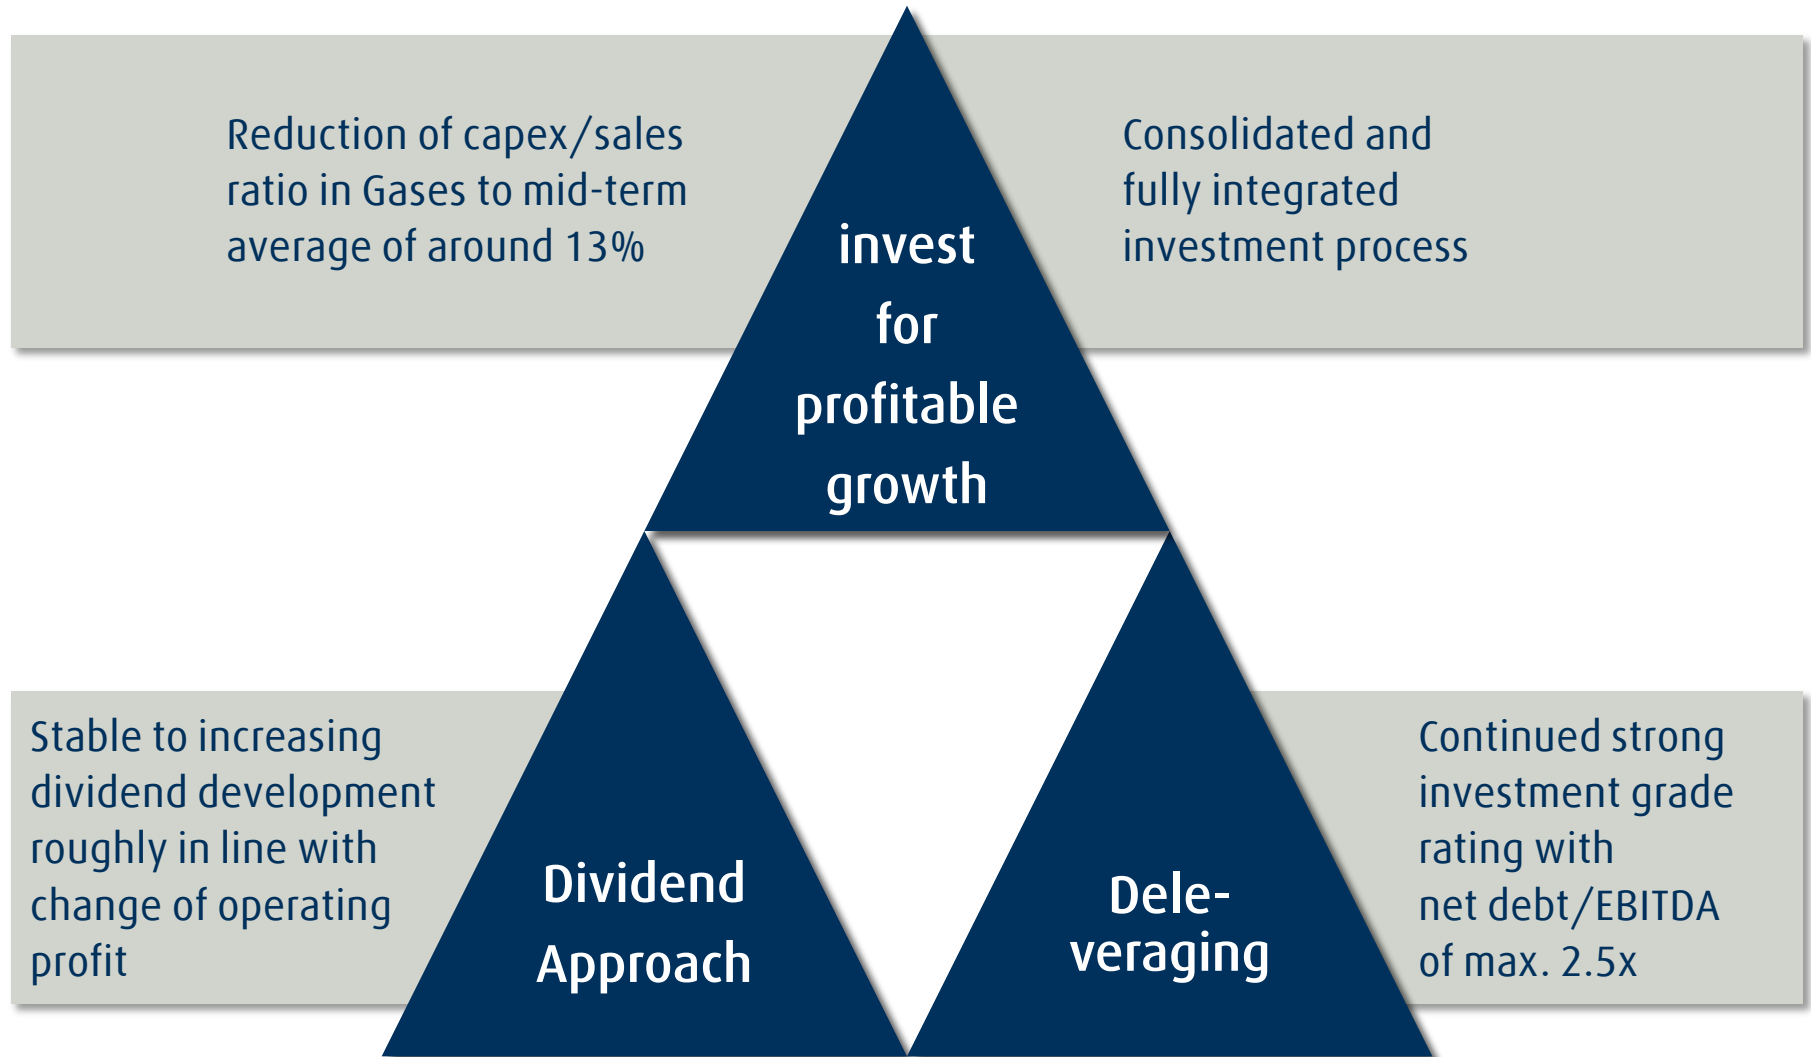 Reduction of capex/sales
ratio in Gases to mid-term
average of around 13%
Consolidated and
fully integrated
investment process
invest
for
profitable
growth
Stable to increasing
dividend development
roughly in line with
change of operating
profit
Dividend
Approach
Dele-
veraging
Continued strong
investment grade
rating with
net debt/EBITDA
of max. 2.5x